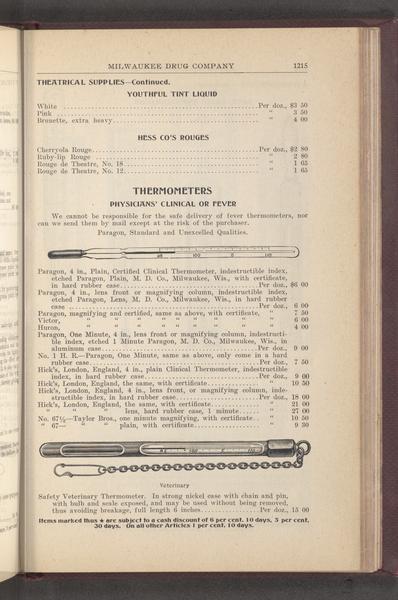 MILWAUKEE DRUG COMPANY 1215
THEATRICAL SUPPLIES—Continued.
YOUTHFUL TINT LIQUID
White ..........Per doz., $3 50
Pink .......... " 3 50
Brunette, extra heavy.......... " 4 00
HESS CO'S ROUGES
Cherryola Rouge..........Per doz., $2 80
Ruby-lip Rouge .......... " 2 80
Rouge de Theatre, No. 18.......... " 1 65
Rouge de Theatre, No. 12.......... " 1 65
THERMOMETERS
PHYSICIANS' CLINICAL OR FEVER
We cannot be responsible for the safe delivery of fever thermometers, nor
can we send them by mail except at the risk of the purchaser.
Paragon, Standard and Unexcelled Qualities.
Paragon, 4 in., Plain, Certified Clinical Thermometer, indestructible index,
etched Paragon, Plain, M. D. Co., Milwaukee, Wis., with certificate,
in hard rubber case..........Per doz., $6 00
Paragon 4 in., lens front or magnifying column, indestructible index,
etched Paragon, Lens, M. D. Co., Milwaukee, Wis., in hard rubber
case ..........Per doz., 6 00
Paragon, magnifying and certified, same as above, with certificate, " 7 50
Victor, " " " " " " " 6 00
Huron, " " " " " " " 4 00
Paragon, One Minute, 4 in., lens front or magnifying column, indestructi-
ble index, etched 1 Minute Paragon, M. D. Co., Milwaukee, Wis., in
aluminum case..........Per doz., 9 00
No. 1 H. R.—Paragon, One Minute, same as above, only come in a hard
rubber case..........Per doz., 7 50
Hick's, London, England, 4 in., plain Clinical Thermometer, indestructible
index, in hard rubber case..........Per doz., 9 00
Hick's, London, England, the same, with certificate.......... " 10 50
Hick's, London, England, 4 in., lens front, or magnifying column, inde-
structible index, in hard rubber case..........Per doz., 18 00
Hick's, London, England, the same, with certificate.......... " 21 00
" " " lens, hard rubber case, 1 minute...... " 27 00
No. 67½—Taylor Bros., one minute magnifying, with certificate.. " 10 50
" 67— " " plain, with certificate.......... " 9 30
Veterinary
Safety Veterinary Thermometer. In strong nickel case with chain and pin,
with bulb and scale exposed, and may be used without being removed,
thus avoiding breakage, full length 6 inches..........Per doz., 15 00
Items marked thus ★ are subject to a cash discount of 6 per cent. 10 days, 5 per cent.
30 days. On all other Articles 1 per cent. 10 days.